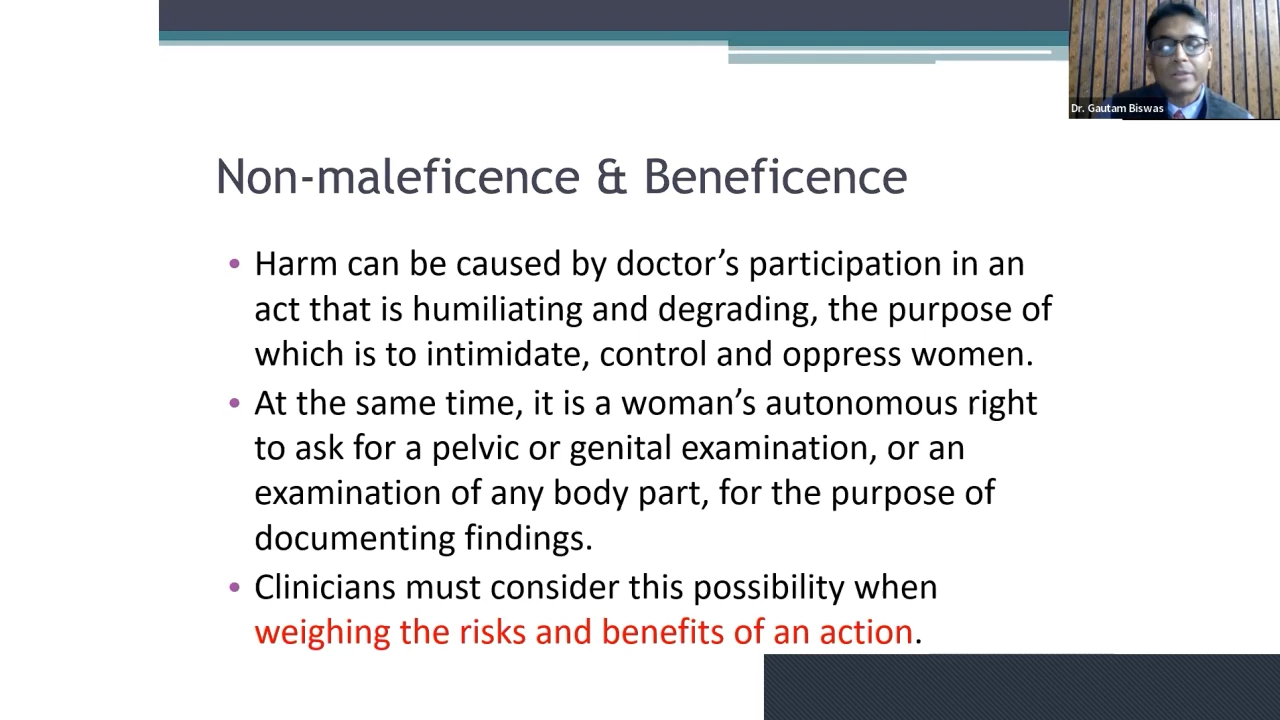 Dr. Gautam Biswas
Non-maleficence & Beneficence
• Harm can be caused by doctor’s participation in an
act that is humiliating and degrading, the purpose of
which is to intimidate, control and oppress women.
• At the same time, it is a woman’s autonomous right
to ask for a pelvic or genital examination, or an
examination of any body part, for the purpose of
documenting findings.
• Clinicians must consider this possibility when
weighing the risks and benefits of an action.